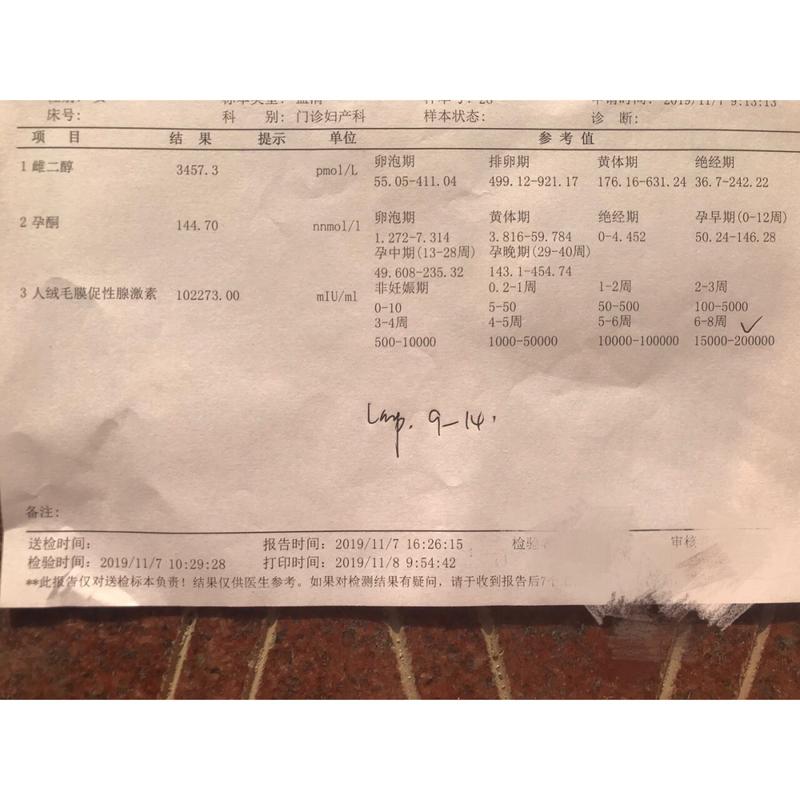 床号: 科 别: 门诊妇产科 样本状态: 诊 断:
项 目 结 果 提示 单位 参 考 值
1 雌二醇 3457.3 pmol/L 卵泡期 排卵期 黄体期 绝经期
55.05-411.04 499.12-921.17 176.16-631.24 36.7-242.22
2 孕酮 144.70 nnmol/l 卵泡期 黄体期 绝经期 孕早期(0-12周)
1.272-7.314 3.816-59.784 0-4.452 50.24-146.28
孕中期(13-28周) 孕晚期(29-40周)
49.608-235.32 143.1-454.74
3 人绒毛膜促性腺激素 102273.00 mIU/ml 非妊娠期 0.2-1周 1-2周 2-3周
0-10 5-50 50-500 100-5000
3-4周 4-5周 5-6周 6-8周
500-10000 1000-50000 10000-100000 15000-200000
9-14
备注:
送检时间: 报告时间: 2019/11/7 16:26:15 检验 审核
检验时间: 2019/11/7 10:29:28 打印时间: 2019/11/8 9:54:42
**此报告仅对送检标本负责! 结果仅供医生参考。如果对检测结果有疑问, 请于收到报告后7